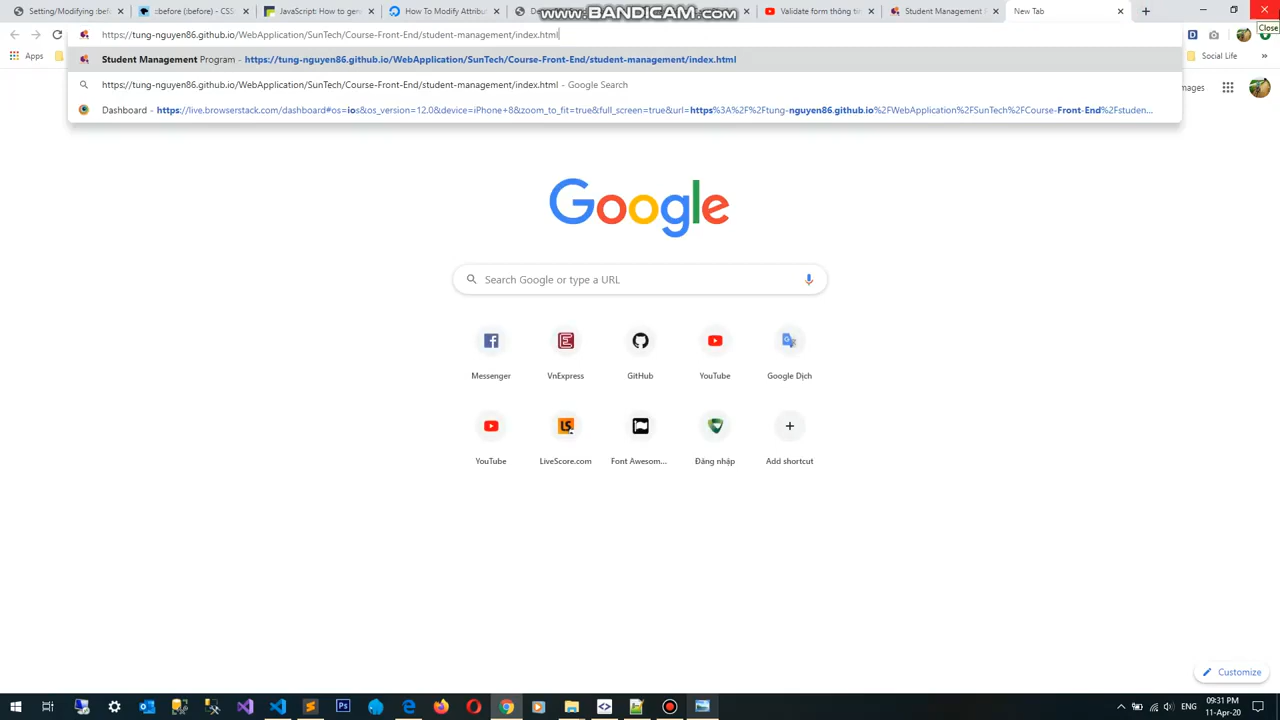 Setting/Modifying :before
:before (:before) - CSS
JavaScript: How to gen
How To Modify Attribu
De
www.BANDICAM.com
Validate form thông tin
Student Management
New Tab
Close
https://tung-nguyen86.github.io/WebApplication/SunTech/Course-Front-End/student-management/index.html
Apps
Student Management Program - https://tung-nguyen86.github.io/WebApplication/SunTech/Course-Front-End/student-management/index.html
Social Life
»
https://tung-nguyen86.github.io/WebApplication/SunTech/Course-Front-End/student-management/index.html - Google Search
mages
Dashboard - https://live.browserstack.com/dashboard#os=ios&os_version=12.0&device=iPhone+8&zoom_to_fit=true&full_screen=true&url=https%3A%2F%2Ftung-nguyen86.github.io%2FWebApplication%2FSunTech%2FCourse-Front-End%2Fstuden...
Google
Search Google or type a URL
Messenger
VnExpress
GitHub
YouTube
Google Dịch
YouTube
LiveScore.com
Font Awesom...
Đăng nhập
Add shortcut
Customize
ENG
09:31 PM
11-Apr-20